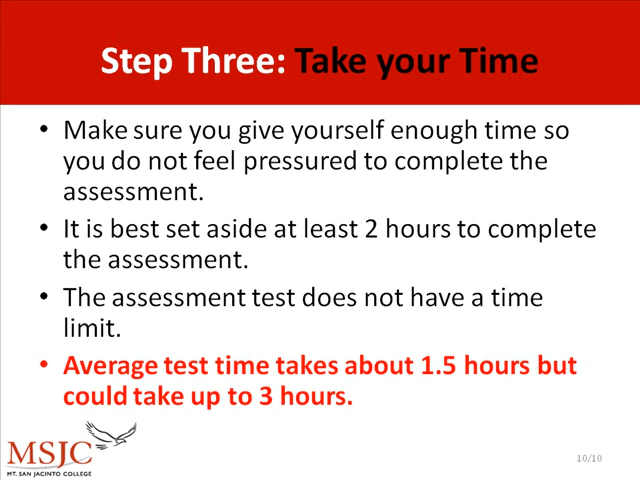 Step Three: Take your Time
• Make sure you give yourself enough time so
you do not feel pressured to complete the
assessment.
• It is best set aside at least 2 hours to complete
the assessment.
• The assessment test does not have a time
limit.
• Average test time takes about 1.5 hours but
could take up to 3 hours.
MSJC
MT. SAN JACINTO COLLEGE
10/10